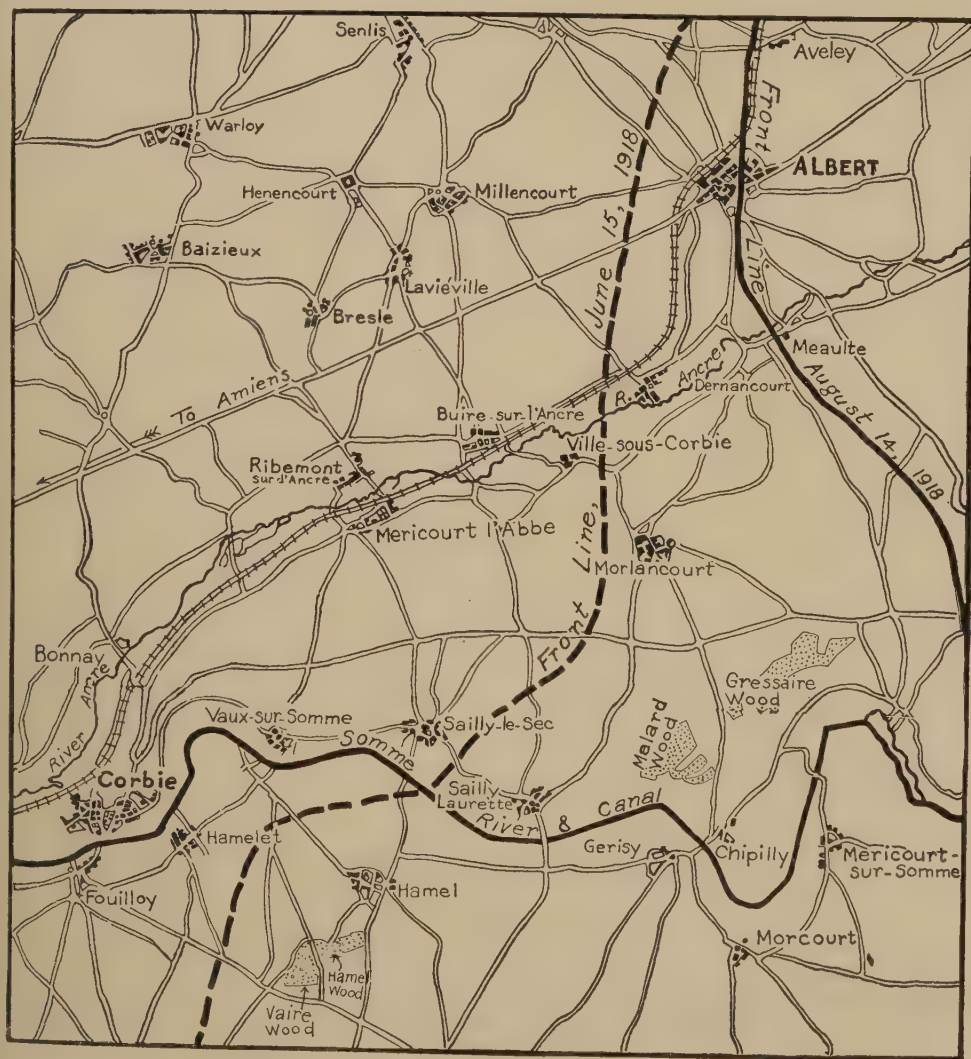 Senlis
Aveley
Warloy
ALBERT
Henencourt
Millencourt
Baizieux
Laviéville
Bresle
Front Line, June 15, 1918
Front Line August 14, 1918
Meaulte
To Amiens
R. Ancre
Dernancourt
Buire-sur-l'Ancre
Ville-sous-Corbie
Ribemont
sur d'Ancre
Mericourt l'Abbe
Morlancourt
Bonnay
River Amre
Gressaire
Wood
Malard
Wood
Vaux-sur-Somme
Sailly-le-Sec
Somme River & Canal
Corbie
Sailly
Laurette
Hamelet
Gerisy
Chipilly
Méricourt-
sur-Somme
Fouilloy
Hamel
Morcourt
Hamel
Wood
Vaire
Wood